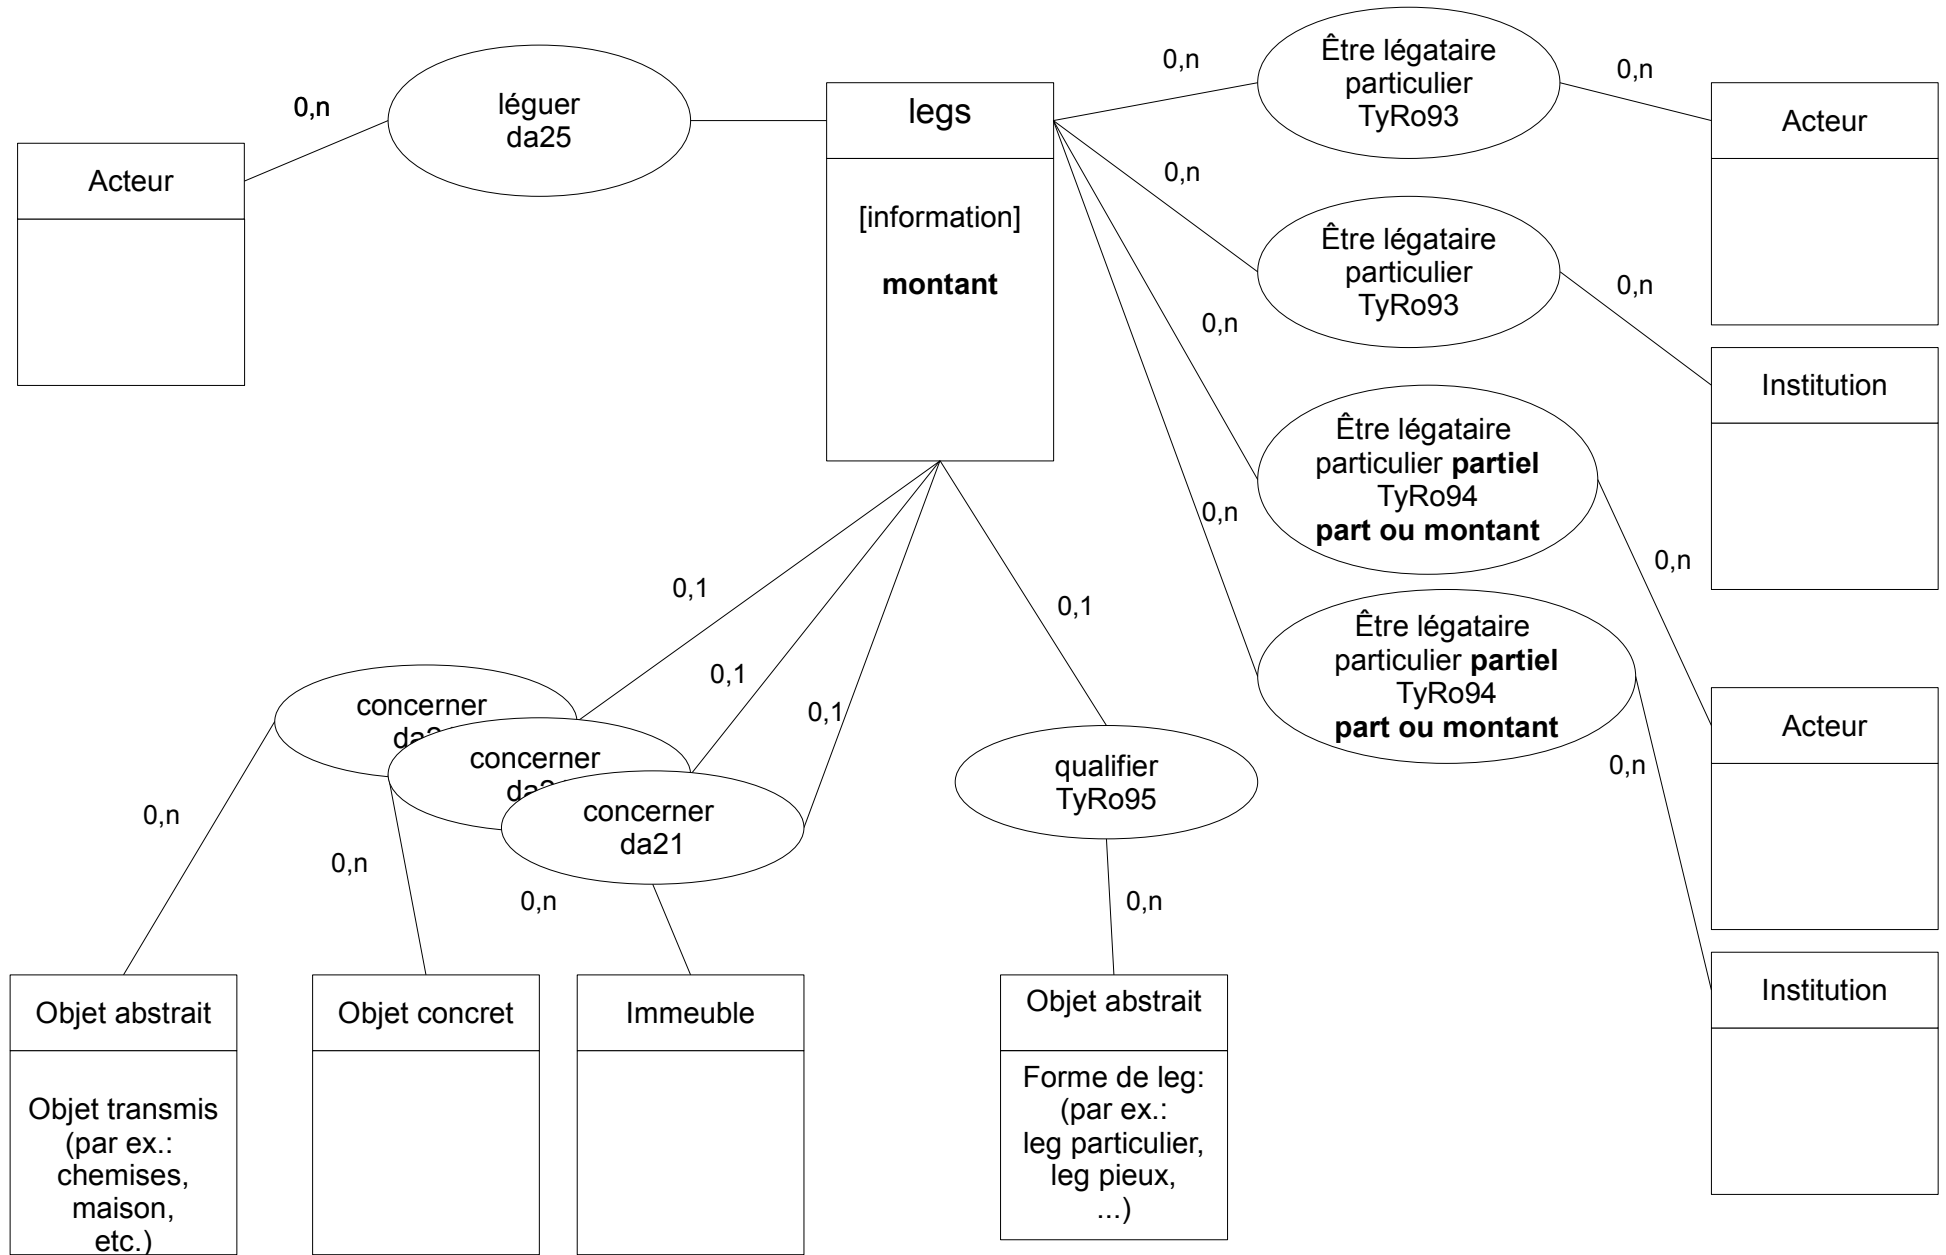 0,n
léguer
da25
Acteur
legs
[information]
montant
0,n
Être légataire
particulier
TyRo93
0,n
Acteur
0,n
Être légataire
particulier
TyRo93
0,n
Institution
0,n
Être légataire
particulier partiel
TyRo94
part ou montant
0,n
Acteur
0,n
Être légataire
particulier partiel
TyRo94
part ou montant
0,n
Institution
0,1
0,1
0,1
0,1
concerner
concerner
concerner
da21
qualifier
TyRo95
0,n
0,n
0,n
0,n
Objet abstrait
Objet transmis
(par ex.:
chemises,
maison,
etc.)
Objet concret
Immeuble
Objet abstrait
Forme de leg:
(par ex.:
leg particulier,
leg pieux,
...)